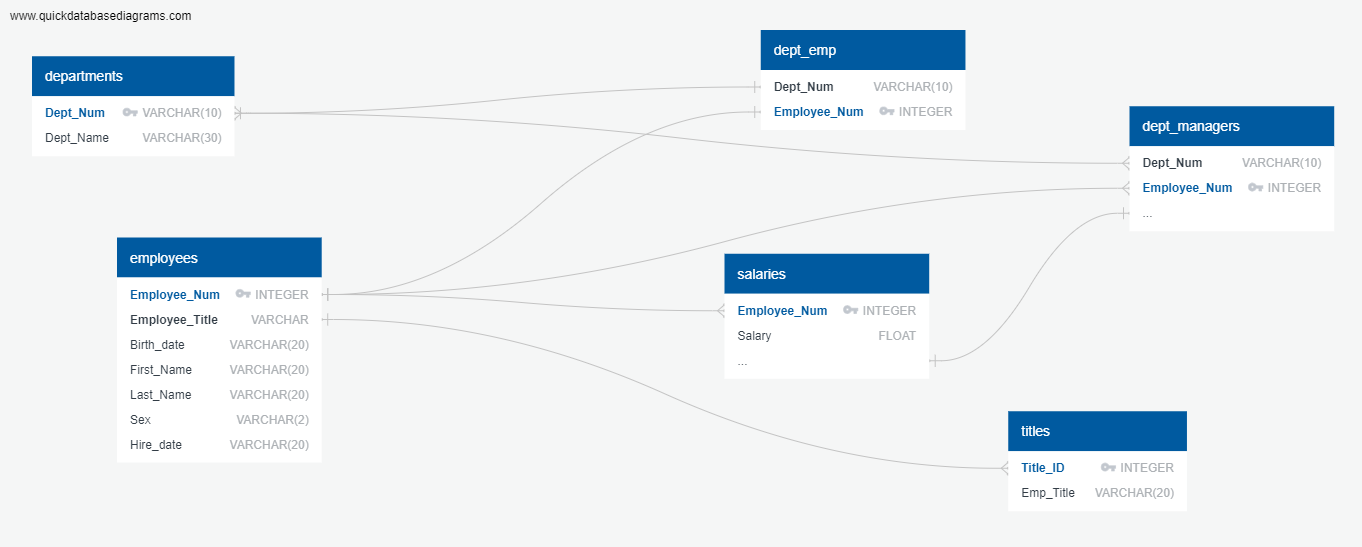 www.quickdatabasediagrams.com
departments
Dept_Num VARCHAR(10)
Dept_Name VARCHAR(30)
dept_emp
Dept_Num VARCHAR(10)
Employee_Num INTEGER
dept_managers
Dept_Num VARCHAR(10)
Employee_Num INTEGER
...
employees
Employee_Num INTEGER
Employee_Title VARCHAR
Birth_date VARCHAR(20)
First_Name VARCHAR(20)
Last_Name VARCHAR(20)
Sex VARCHAR(2)
Hire_date VARCHAR(20)
salaries
Employee_Num INTEGER
Salary FLOAT
...
titles
Title_ID INTEGER
Emp_Title VARCHAR(20)